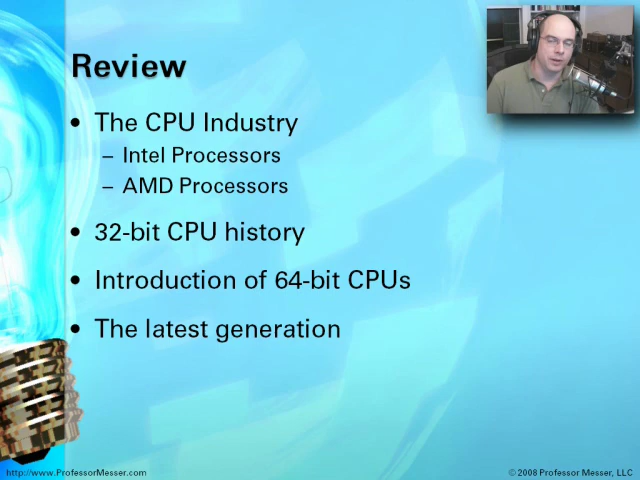 Review
• The CPU Industry
– Intel Processors
– AMD Processors
• 32-bit CPU history
• Introduction of 64-bit CPUs
• The latest generation
http://www.ProfessorMesser.com
© 2008 Professor Messer, LLC